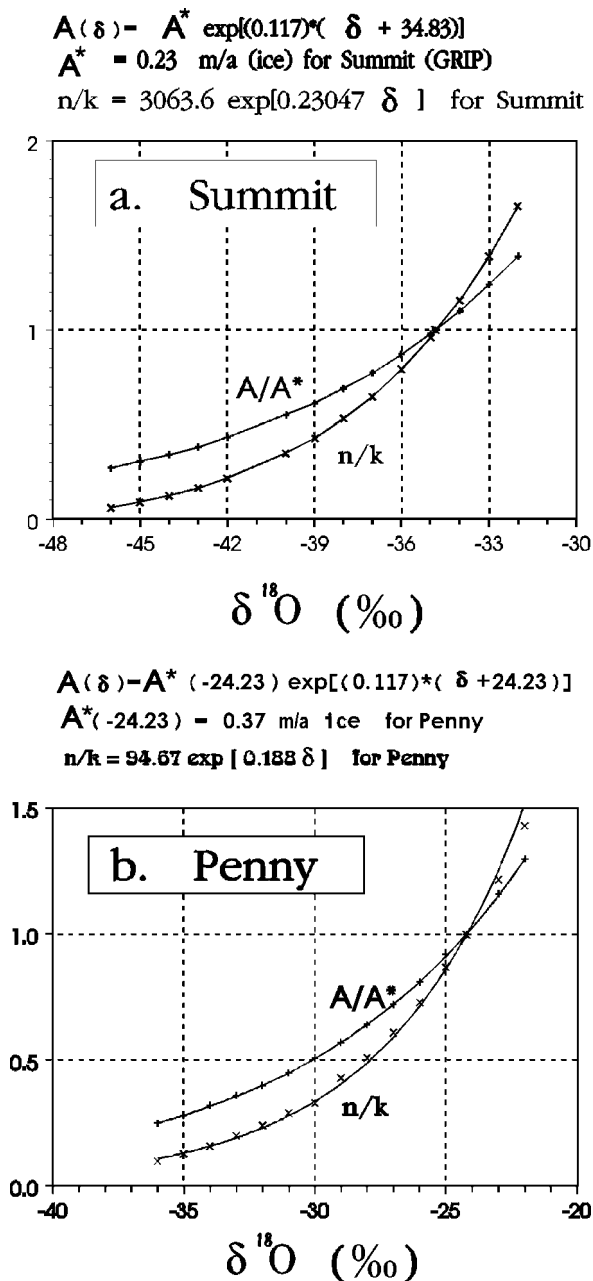 A(δ)= A* exp[(0.117)*( δ + 34.83)]
A* = 0.23 m/a (ice) for Summit (GRIP)
n/k = 3063.6 exp[0.23047 δ ] for Summit
2
a. Summit
1
A/A*
n/k
0
-48 -45 -42 -39 -36 -33 -30
δ ¹⁸O (‰)
A(δ)=A* (-24.23) exp[(0.117)*( δ +24.23)]
A*(-24.23) = 0.37 m/a ice for Penny
n/k = 94.67 exp [ 0.188 δ ] for Penny
1.5
b. Penny
1.0
A/A*
0.5
n/k
0.0
-40 -35 -30 -25 -20
δ ¹⁸O (‰)